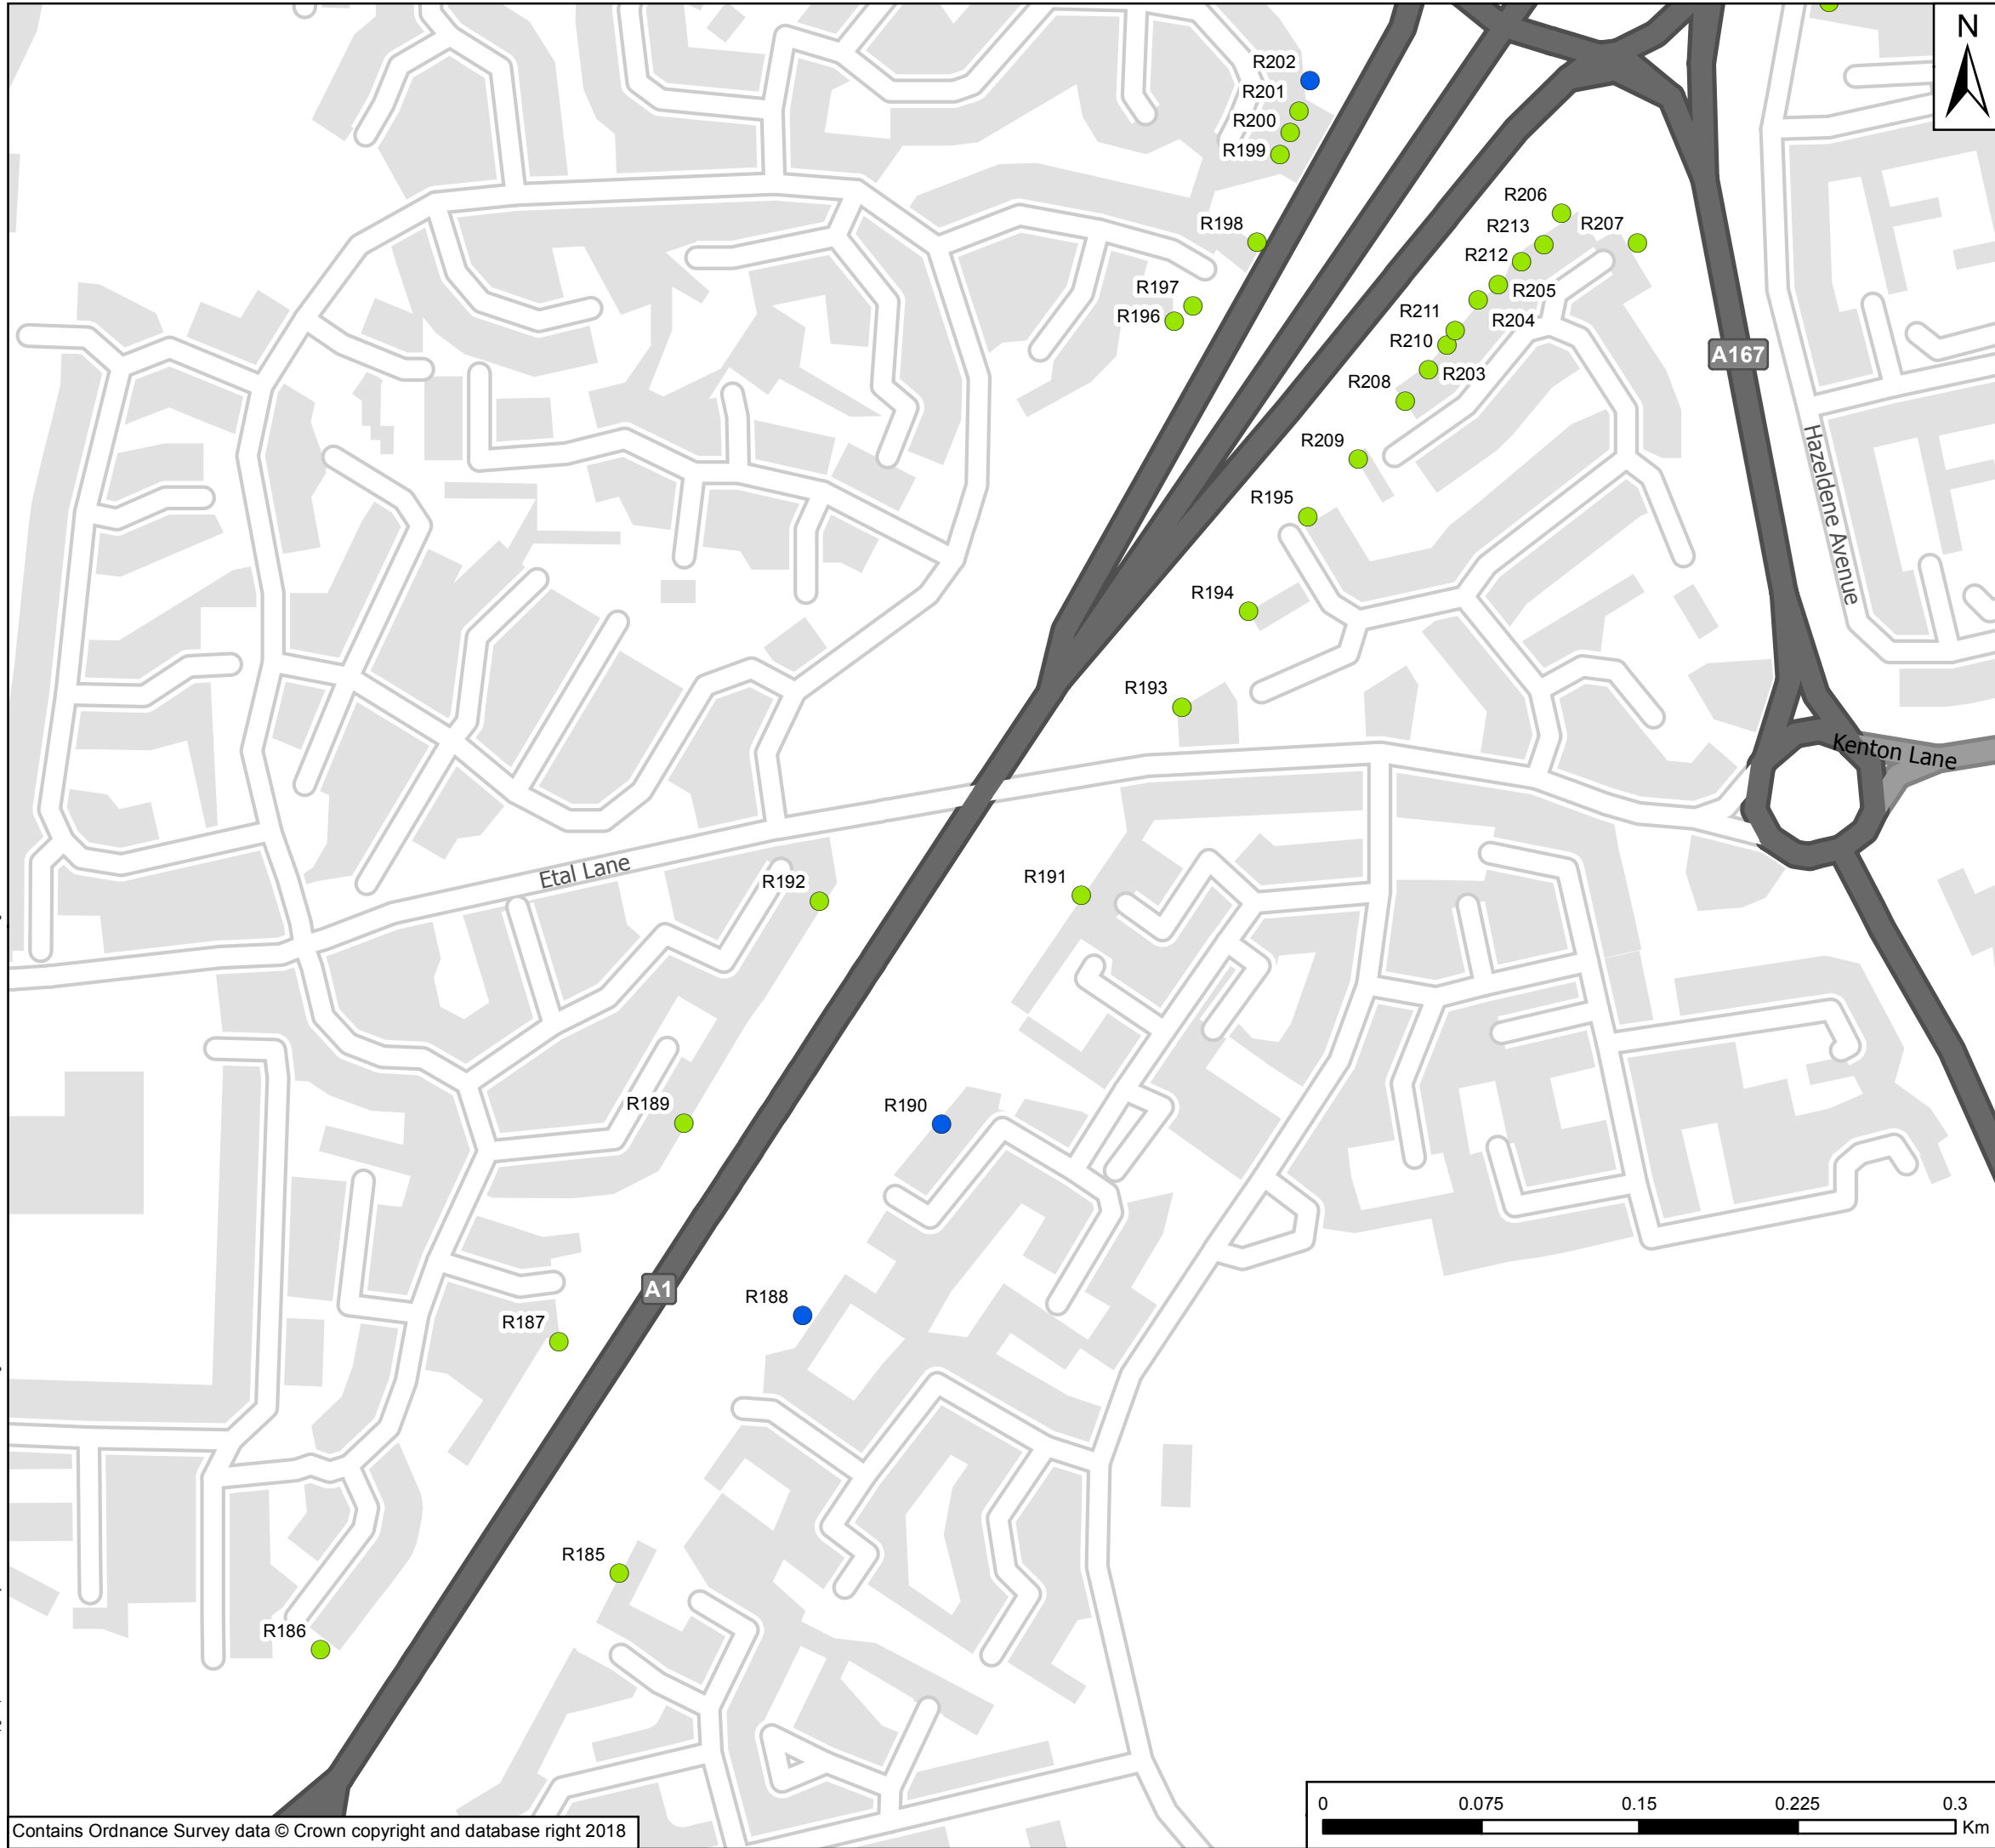 N
R202
R201
R200
R199
R206
R207
R198
R213
R212
R197
R205
R196
R211
R204
R210
A167
R203
R208
R209
Hazeldene Avenue
R195
R194
R193
Kenton Lane
Etal Lane
R192
R191
R189
R190
A1
R188
R187
R185
R186
0 0.075 0.15 0.225 0.3
Km
Contains Ordnance Survey data © Crown copyright and database right 2018